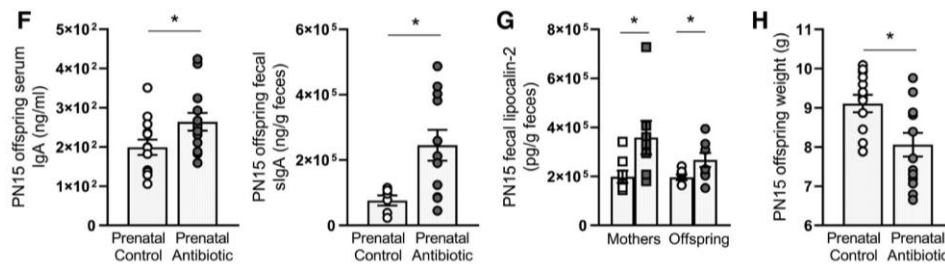 F
PN15 offspring serum
IgA (ng/ml)
5×10²
4×10²
3×10²
2×10²
1×10²
0
*
Prenatal Control
Prenatal Antibiotic
PN15 offspring fecal
sIgA (ng/g feces)
6×10⁵
4×10⁵
2×10⁵
0
*
Prenatal Control
Prenatal Antibiotic
G
PN15 fecal lipocalin-2
(pg/g feces)
8×10⁵
6×10⁵
4×10⁵
2×10⁵
0
*
*
Mothers
Offspring
H
PN15 offspring weight (g)
11
10
9
8
7
6
*
Prenatal Control
Prenatal Antibiotic